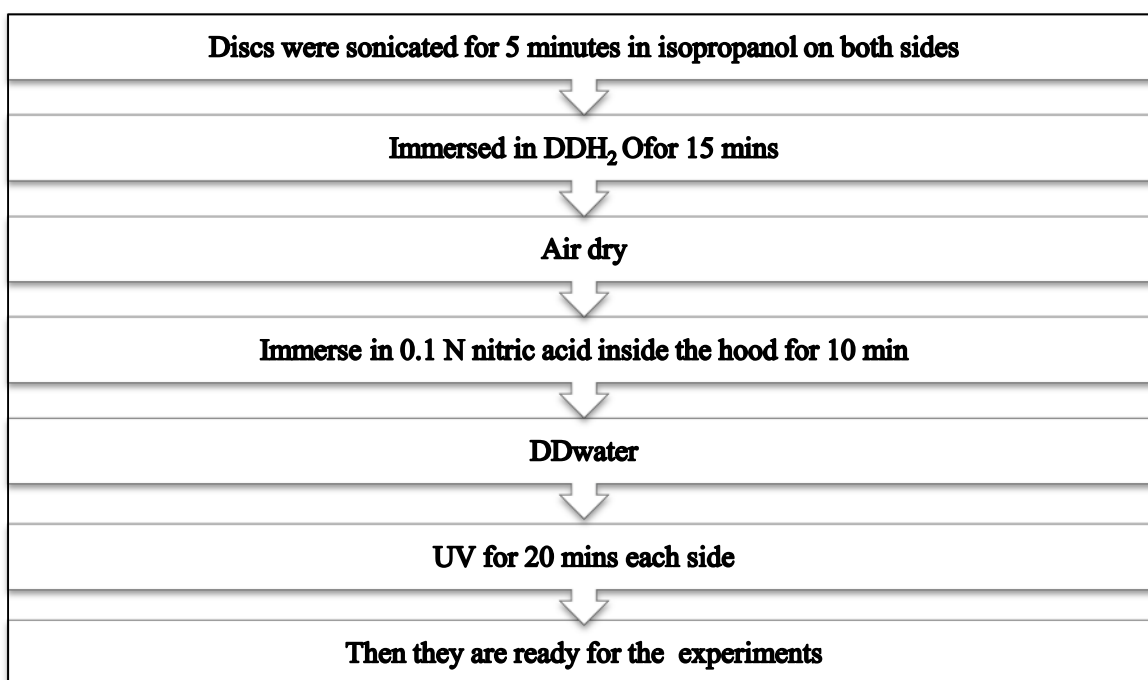 Discs were sonicated for 5 minutes in isopropanol on both sides
Immersed in DDH₂ Ofor 15 mins
Air dry
Immerse in 0.1 N nitric acid inside the hood for 10 min
DDwater
UV for 20 mins each side
Then they are ready for the experiments